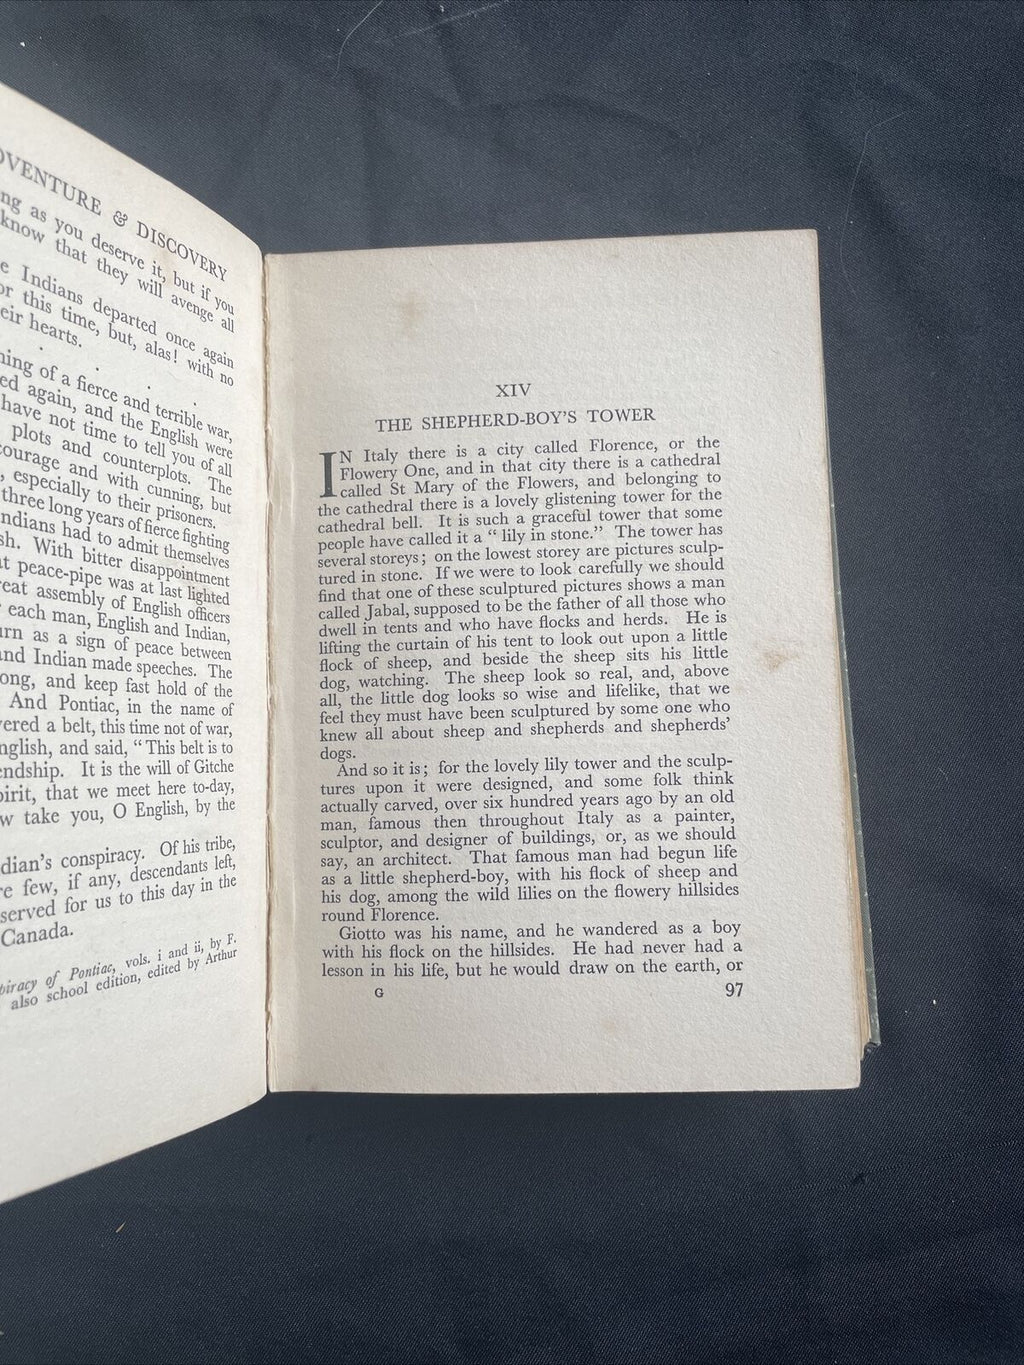 DVENTURE & DISCOVERY
ng as you deserve it, but if you
know that they will avenge all
e Indians departed once again
or this time, but, alas! with no
eir hearts.
ning of a fierce and terrible war,
ed again, and the English were
have not time to tell you of all
plots and counterplots. The
ourage and with cunning, but
, especially to their prisoners.
three long years of fierce fighting
ndians had to admit themselves
sh. With bitter disappointment
t peace-pipe was at last lighted
reat assembly of English officers
each man, English and Indian,
urn as a sign of peace between
and Indian made speeches. The
ong, and keep fast hold of the
And Pontiac, in the name of
vered a belt, this time not of war,
nglish, and said, “This belt is to
endship. It is the will of Gitche
pirit, that we meet here to-day,
w take you, O English, by the
dian's conspiracy. Of his tribe,
re few, if any, descendants left,
served for us to this day in the
Canada.
piracy of Pontiac, vols. i and ii, by F.
also school edition, edited by Arthur
XIV
THE SHEPHERD-BOY'S TOWER
IN Italy there is a city called Florence, or the
Flowery One, and in that city there is a cathedral
called St Mary of the Flowers, and belonging to
the cathedral there is a lovely glistening tower for the
cathedral bell. It is such a graceful tower that some
people have called it a “lily in stone.” The tower has
several storeys; on the lowest storey are pictures sculp-
tured in stone. If we were to look carefully we should
find that one of these sculptured pictures shows a man
called Jabal, supposed to be the father of all those who
dwell in tents and who have flocks and herds. He is
lifting the curtain of his tent to look out upon a little
flock of sheep, and beside the sheep sits his little
dog, watching. The sheep look so real, and, above
all, the little dog looks so wise and lifelike, that we
feel they must have been sculptured by some one who
knew all about sheep and shepherds and shepherds'
dogs.
And so it is; for the lovely lily tower and the sculp-
tures upon it were designed, and some folk think
actually carved, over six hundred years ago by an old
man, famous then throughout Italy as a painter,
sculptor, and designer of buildings, or, as we should
say, an architect. That famous man had begun life
as a little shepherd-boy, with his flock of sheep and
his dog, among the wild lilies on the flowery hillsides
round Florence.
Giotto was his name, and he wandered as a boy
with his flock on the hillsides. He had never had a
lesson in his life, but he would draw on the earth, or
G 97